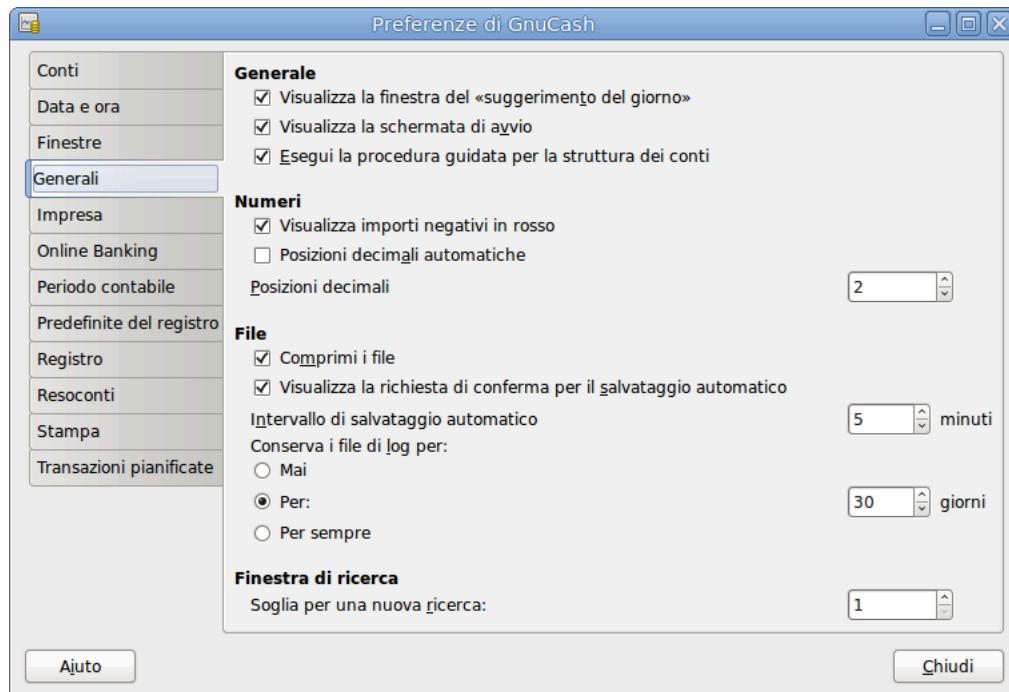 Preferenze di GnuCash
Conti
Data e ora
Finestre
Generali
Impresa
Online Banking
Periodo contabile
Predefinite del registro
Registro
Resoconti
Stampa
Transazioni pianificate
Generale
Visualizza la finestra del «suggerimento del giorno»
Visualizza la schermata di avvio
Esegui la procedura guidata per la struttura dei conti
Numeri
Visualizza importi negativi in rosso
Posizioni decimali automatiche
Posizioni decimali 2
File
Comprimi i file
Visualizza la richiesta di conferma per il salvataggio automatico
Intervallo di salvataggio automatico 5 minuti
Conserva i file di log per:
Mai
Per: 30 giorni
Per sempre
Finestra di ricerca
Soglia per una nuova ricerca: 1
Aiuto Chiudi